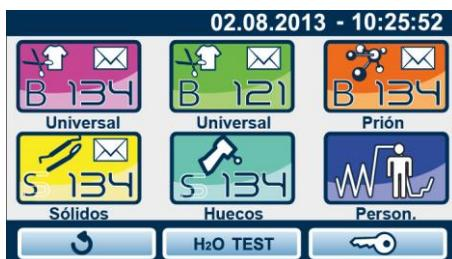 02.08.2013 - 10:25:52
B 134 B 121 B 134
Universal Universal Prión
S 134 S 134
Sólidos Huecos Person.
H2O TEST